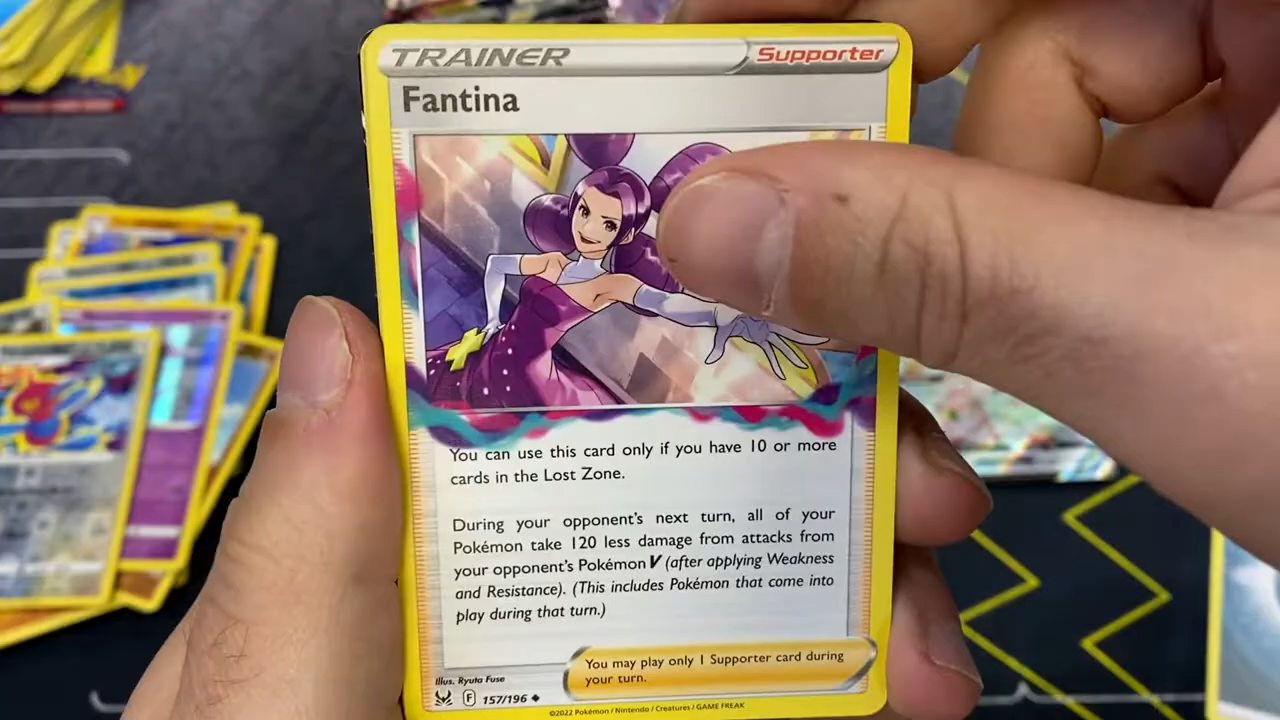 TRAINER Supporter
Fantina
You can use this card only if you have 10 or more
cards in the Lost Zone.
During your opponent's next turn, all of your
Pokémon take 120 less damage from attacks from
your opponent's Pokémon V (after applying Weakness
and Resistance). (This includes Pokémon that come into
play during that turn.)
You may play only 1 Supporter card during
your turn.
Illus. Ryuta Fuse
F 157/196
©2022 Pokémon / Nintendo / Creatures / GAME FREAK